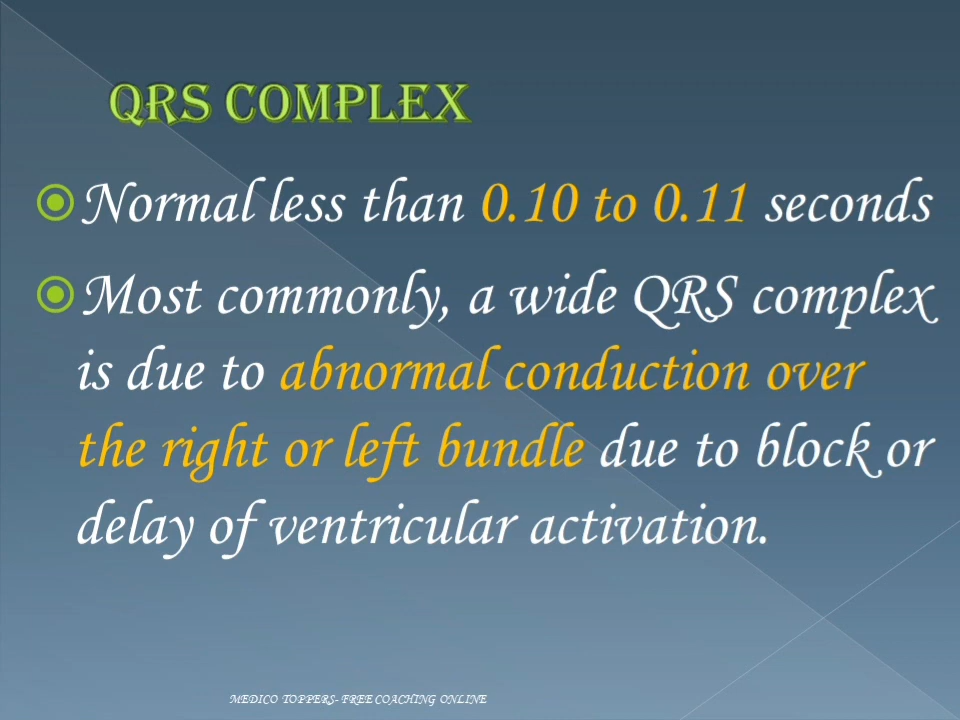 QRS COMPLEX
Normal less than 0.10 to 0.11 seconds
Most commonly, a wide QRS complex
is due to abnormal conduction over
the right or left bundle due to block or
delay of ventricular activation.
MEDICO TOPPERS- FREE COACHING ONLINE